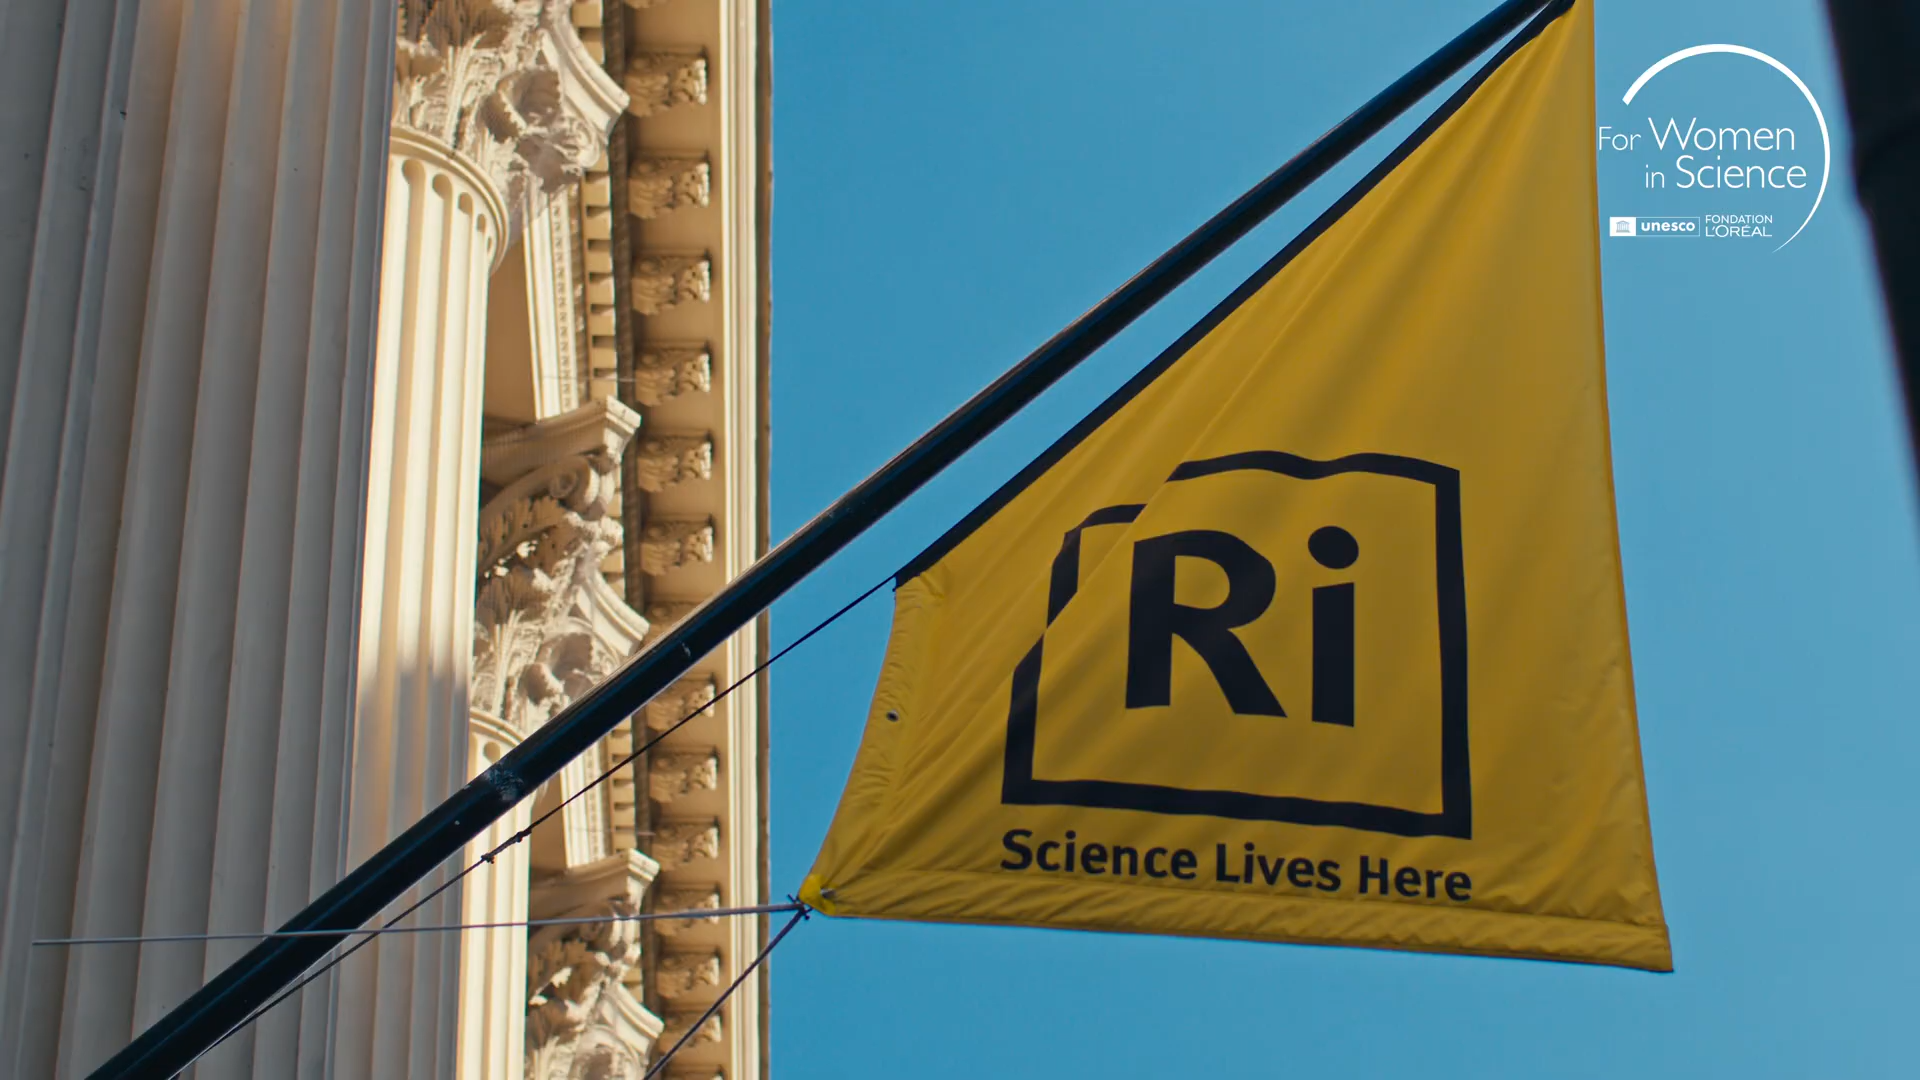 For Women
in Science
unesco
FONDATION
L'ORÉAL
Ri
Science Lives Here